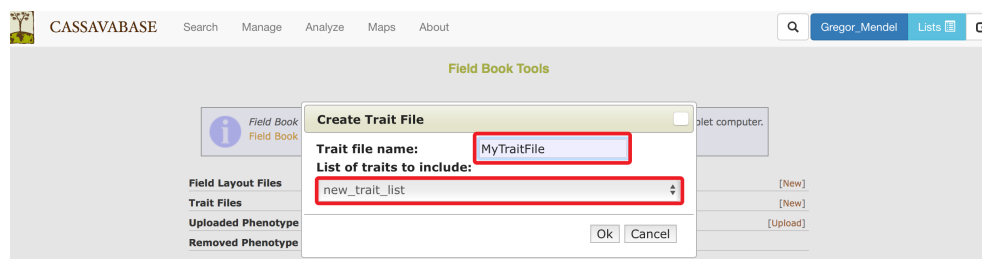 CASSAVABASE Search Manage Analyze Maps About Gregor_Mendel Lists
Field Book Tools
Field Book
Field Book
plet computer.
Create Trait File
Trait file name: MyTraitFile
List of traits to include:
new_trait_list
Ok Cancel
Field Layout Files [New]
Trait Files [New]
Uploaded Phenotype [Upload]
Removed Phenotype